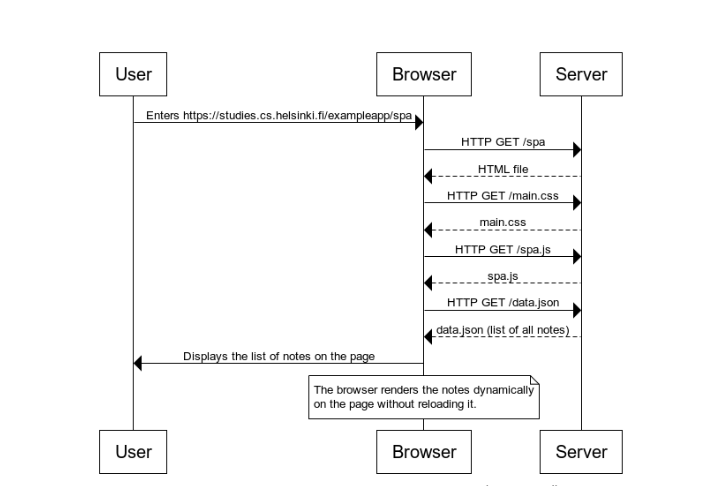 User
Browser
Server
Enters https://studies.cs.helsinki.fi/exampleapp/spa
HTTP GET /spa
HTML file
HTTP GET /main.css
main.css
HTTP GET /spa.js
spa.js
HTTP GET /data.json
data.json (list of all notes)
Displays the list of notes on the page
The browser renders the notes dynamically
on the page without reloading it.
User
Browser
Server